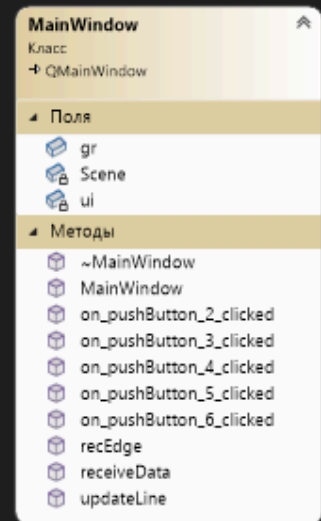 MainWindow
Класс
QMainWindow
Поля
gr
Scene
ui
Методы
~MainWindow
MainWindow
on_pushButton_2_clicked
on_pushButton_3_clicked
on_pushButton_4_clicked
on_pushButton_5_clicked
on_pushButton_6_clicked
recEdge
receiveData
updateLine